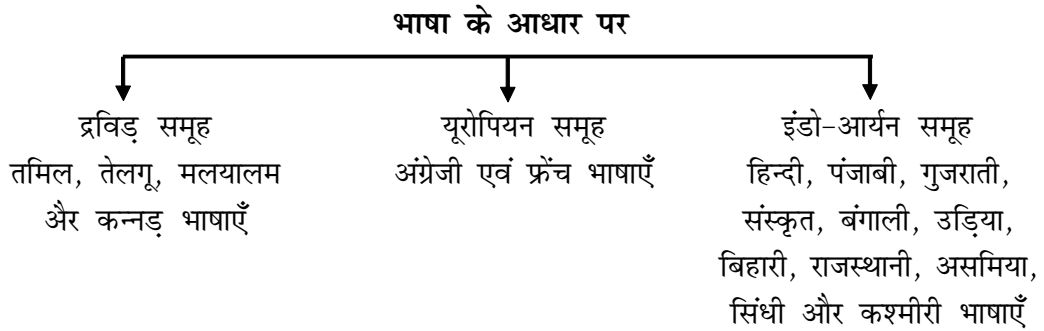 भाषा के आधार पर
द्रविड़ समूह
तमिल, तेलगू, मलयालम
अैर कन्नड़ भाषाएँ
यूरोपियन समूह
अंग्रेजी एवं फ्रेंच भाषाएँ
इंडो-आर्यन समूह
हिन्दी, पंजाबी, गुजराती,
संस्कृत, बंगाली, उड़िया,
बिहारी, राजस्थानी, असमिया,
सिंधी और कश्मीरी भाषाएँ